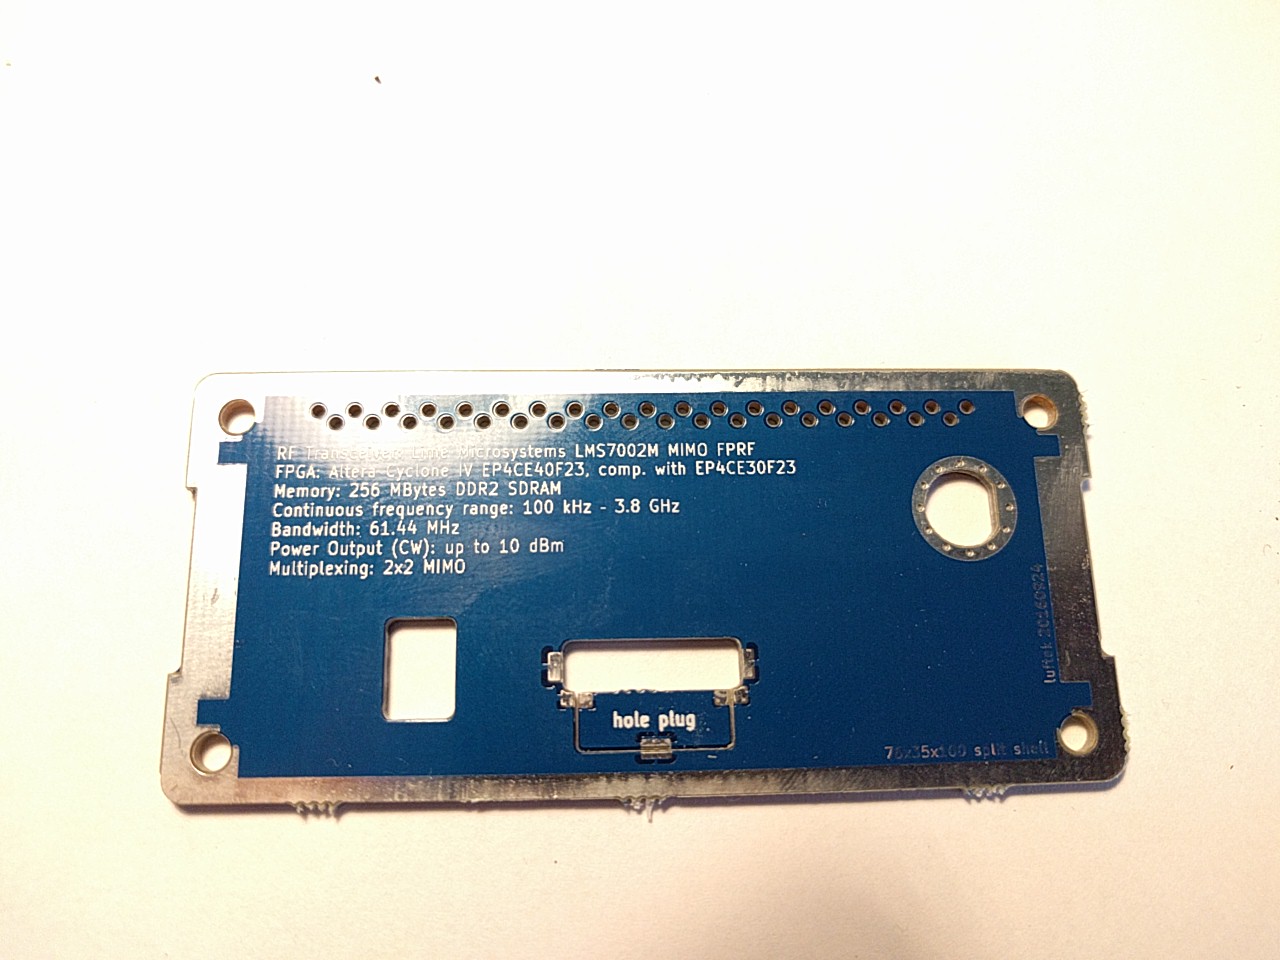 RF Transceiver: Lime Microsystems LMS7002M MIMO FPRF
FPGA: Altera Cyclone IV EP4CE40F23, comp. with EP4CE30F23
Memory: 256 MBytes DDR2 SDRAM
Continuous frequency range: 100 kHz - 3.8 GHz
Bandwidth: 61.44 MHz
Power Output (CW): up to 10 dBm
Multiplexing: 2x2 MIMO
luftek 20160924
hole plug
76x35x100 split shell